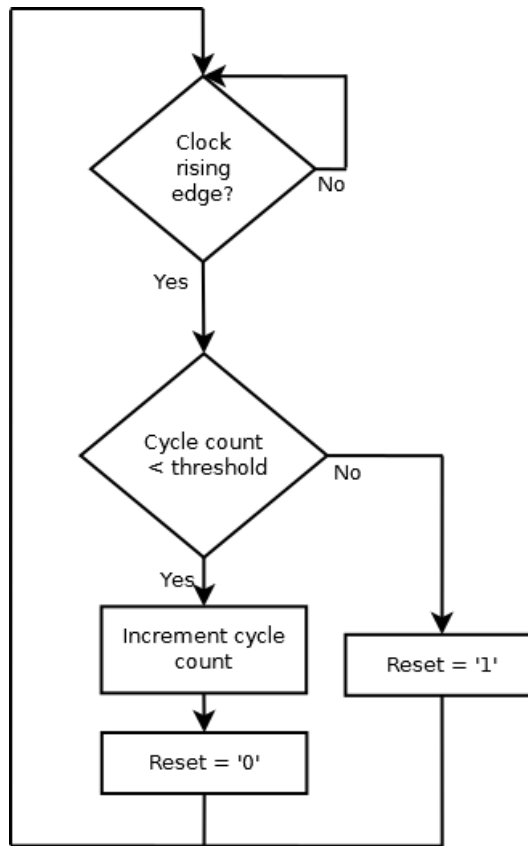 Clock
rising
edge?
No
Yes
Cycle count
< threshold
No
Yes
Increment cycle
count
Reset = '1'
Reset = '0'